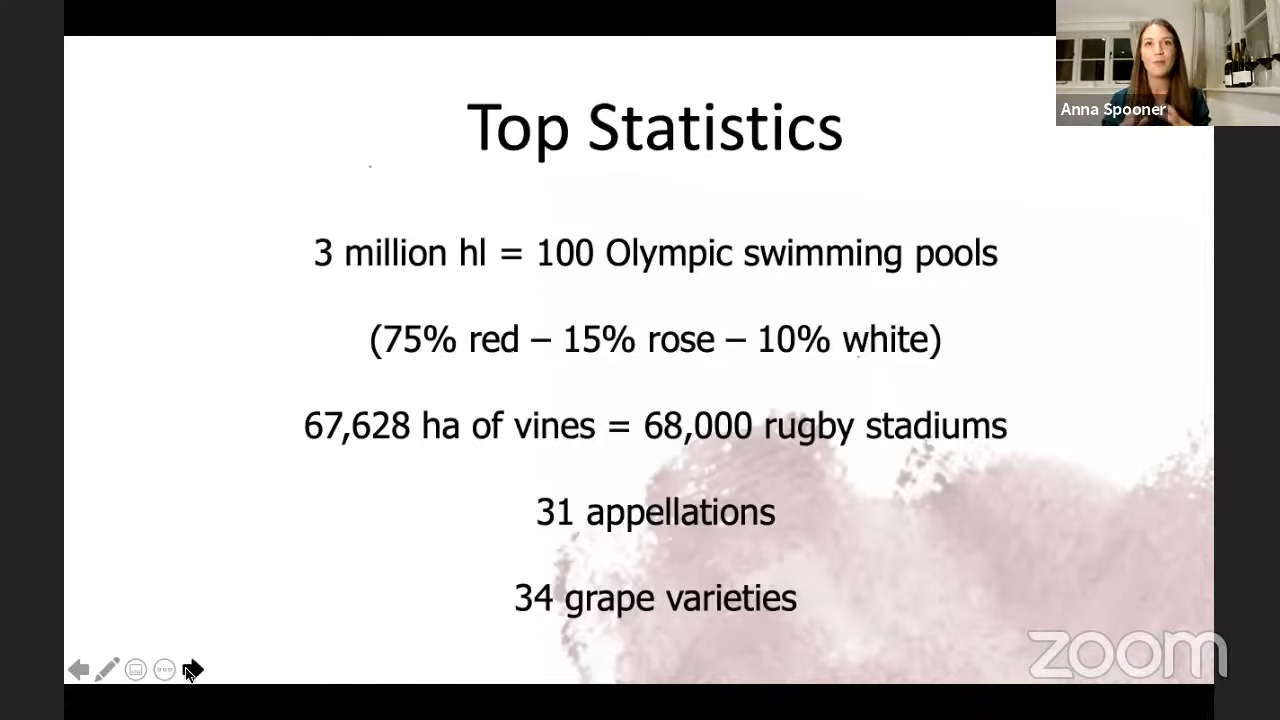 Anna Spooner
Top Statistics
3 million hl = 100 Olympic swimming pools
(75% red – 15% rose – 10% white)
67,628 ha of vines = 68,000 rugby stadiums
31 appellations
34 grape varieties
zoom